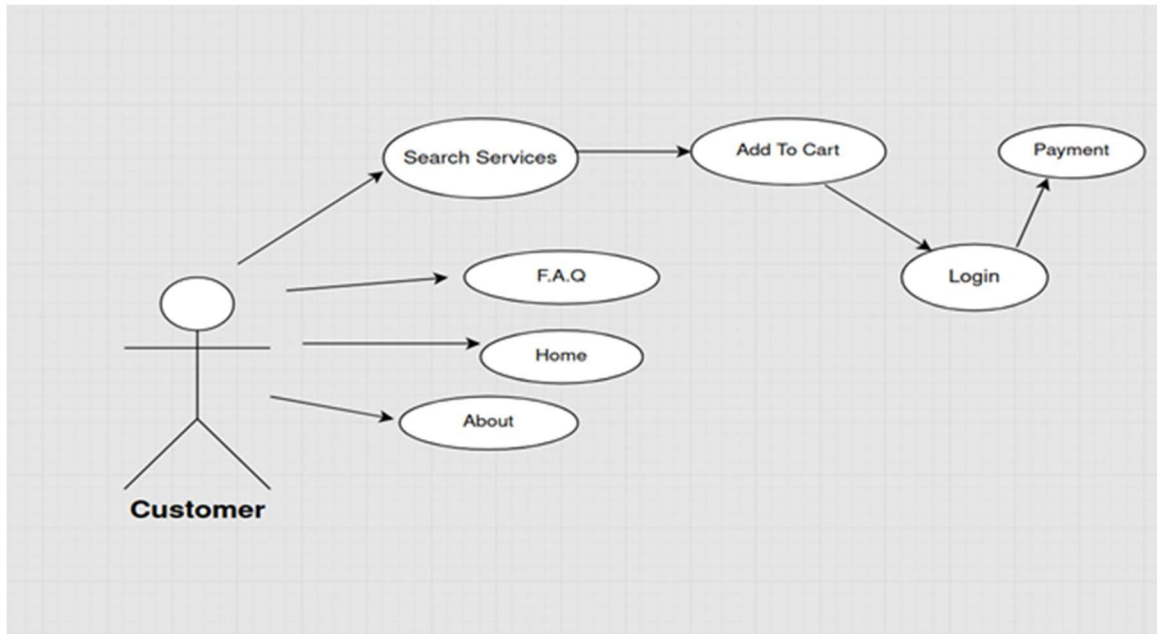 Search Services
Add To Cart
Payment
F.A.Q
Login
Home
About
Customer